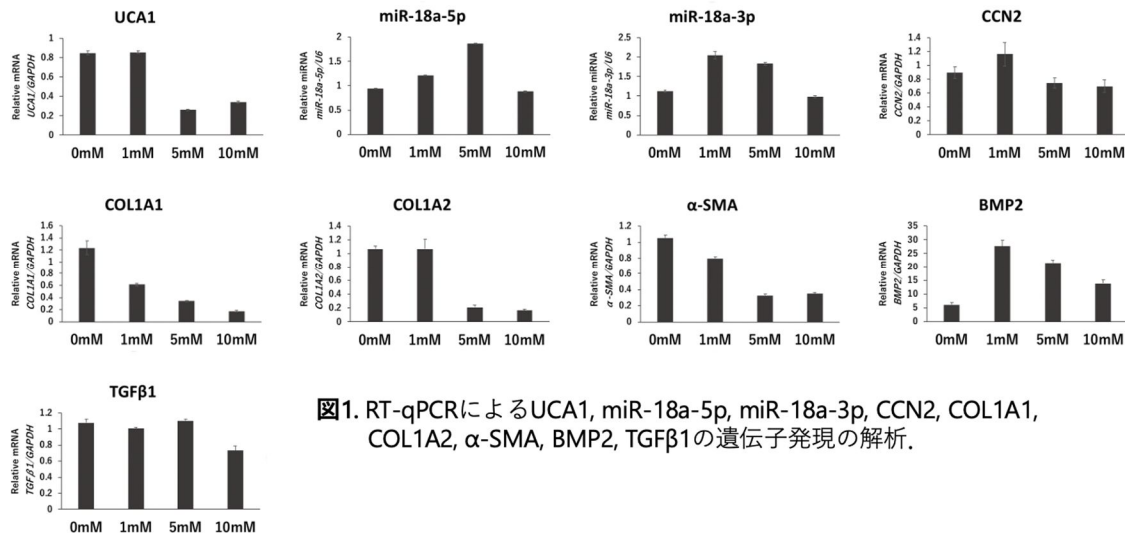 UCA1
Relative mRNA
UCA1/GAPDH
1
0.8
0.6
0.4
0.2
0
0mM 1mM 5mM 10mM
miR-18a-5p
Relative miRNA
miR-18a-5p/U6
2
1.5
1
0.5
0
0mM 1mM 5mM 10mM
miR-18a-3p
Relative miRNA
miR-18a-3p/U6
2.5
2
1.5
1
0.5
0
0mM 1mM 5mM 10mM
CCN2
Relative mRNA
CCN2/GAPDH
1.4
1.2
1
0.8
0.6
0.4
0.2
0
0mM 1mM 5mM 10mM
COL1A1
Relative mRNA
COL1A1/GAPDH
1.6
1.4
1.2
1
0.8
0.6
0.4
0.2
0
0mM 1mM 5mM 10mM
COL1A2
Relative mRNA
COL1A2/GAPDH
1.4
1.2
1
0.8
0.6
0.4
0.2
0
0mM 1mM 5mM 10mM
α-SMA
Relative mRNA
α-SMA/GAPDH
1.2
1
0.8
0.6
0.4
0.2
0
0mM 1mM 5mM 10mM
BMP2
Relative mRNA
BMP2/GAPDH
35
30
25
20
15
10
5
0
0mM 1mM 5mM 10mM
TGFβ1
Relative mRNA
TGFβ1/GAPDH
1.2
1
0.8
0.6
0.4
0.2
0
0mM 1mM 5mM 10mM
図1. RT-qPCRによるUCA1, miR-18a-5p, miR-18a-3p, CCN2, COL1A1,
COL1A2, α-SMA, BMP2, TGFβ1の遺伝子発現の解析.